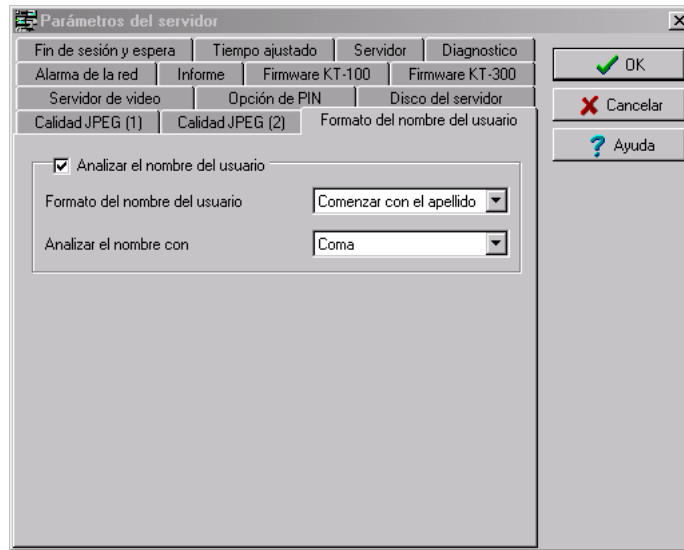 Parámetros del servidor
Fin de sesión y espera Tiempo ajustado Servidor Diagnostico
Alarma de la red Informe Firmware KT-100 Firmware KT-300
Servidor de video Opción de PIN Disco del servidor
Calidad JPEG (1) Calidad JPEG (2) Formato del nombre del usuario
Analizar el nombre del usuario
Formato del nombre del usuario Comenzar con el apellido
Analizar el nombre con Coma
OK
Cancelar
Ayuda